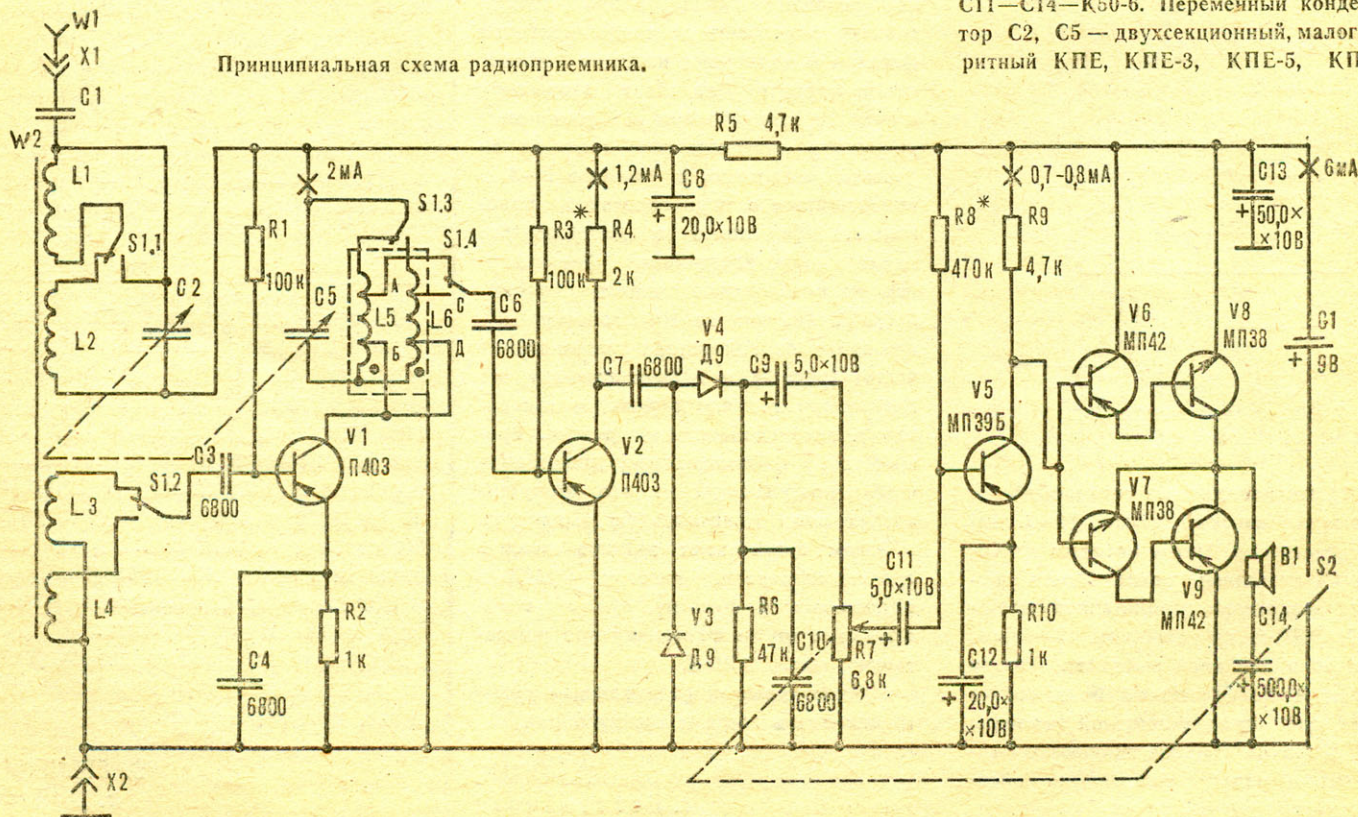 С11—С14—К50-6. Переменный конде-
тор С2, С5 — двухсекционный, малог
ритный КПЕ, КПЕ-3, КПЕ-5, КП
Принципиальная схема радиоприемника.
W1
X1
C1
W2
L1
S1.1
C2
L2
R1
100к
2мА
S1.3
S1.4
C5
L5
А
Б
L6
С
Д
C6
6800
R3*
100к
1,2мА
R4
2к
C8
20,0×10В
R5 4,7к
R8*
470к
0,7-0,8мА
R9
4,7к
C13
50,0×
×10В
6мА
G1
9В
V6
МП42
V8
МП38
V4
Д9
C7
6800
C9
5,0×10В
V5
МП39Б
V1
П403
V2
П403
C3
6800
L3
S1.2
L4
C4
6800
R2
1к
V3
Д9
R6
47к
C10
6800
R7
6,8к
C11
5,0×10В
C12
20,0×
×10В
R10
1к
V7
МП38
V9
МП42
B1
S2
C14
500,0×
×10В
X2